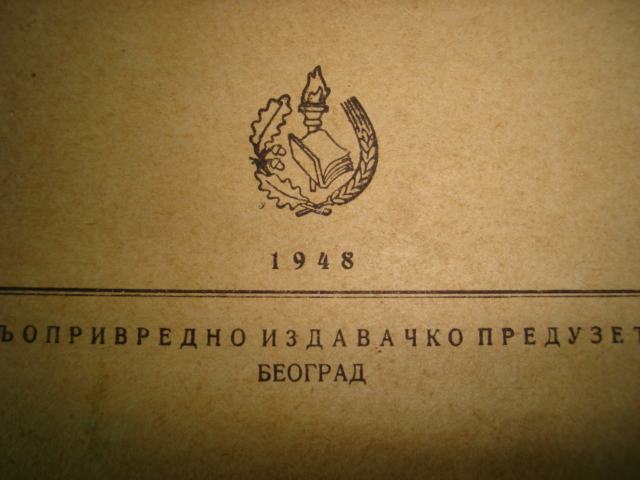 1948
ЉОПРИВРЕДНО ИЗДАВАЧКО ПРЕДУЗЕТ
БЕОГРАД